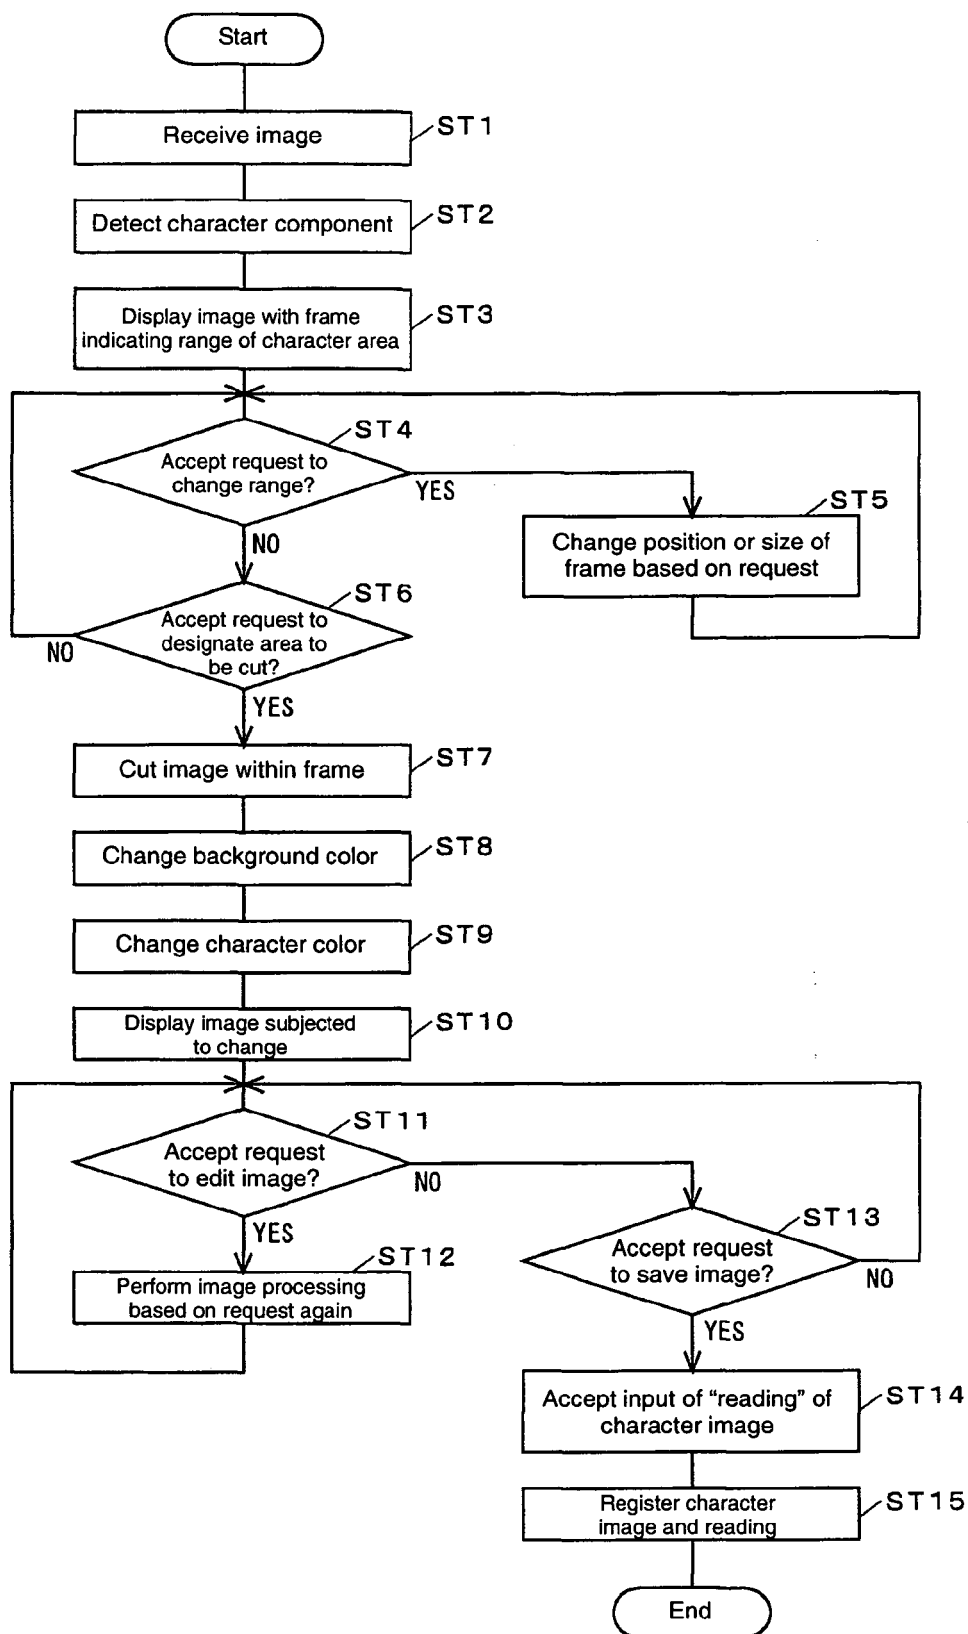 Start
Receive image
ST1
Detect character component
ST2
Display image with frame
indicating range of character area
ST3
ST4
Accept request to
change range?
YES
NO
ST5
Change position or size of
frame based on request
ST6
Accept request to
designate area to
be cut?
NO
YES
Cut image within frame
ST7
Change background color
ST8
Change character color
ST9
Display image subjected
to change
ST10
ST11
Accept request
to edit image?
NO
YES
ST12
Perform image processing
based on request again
ST13
Accept request
to save image?
NO
YES
Accept input of “reading” of
character image
ST14
Register character
image and reading
ST15
End